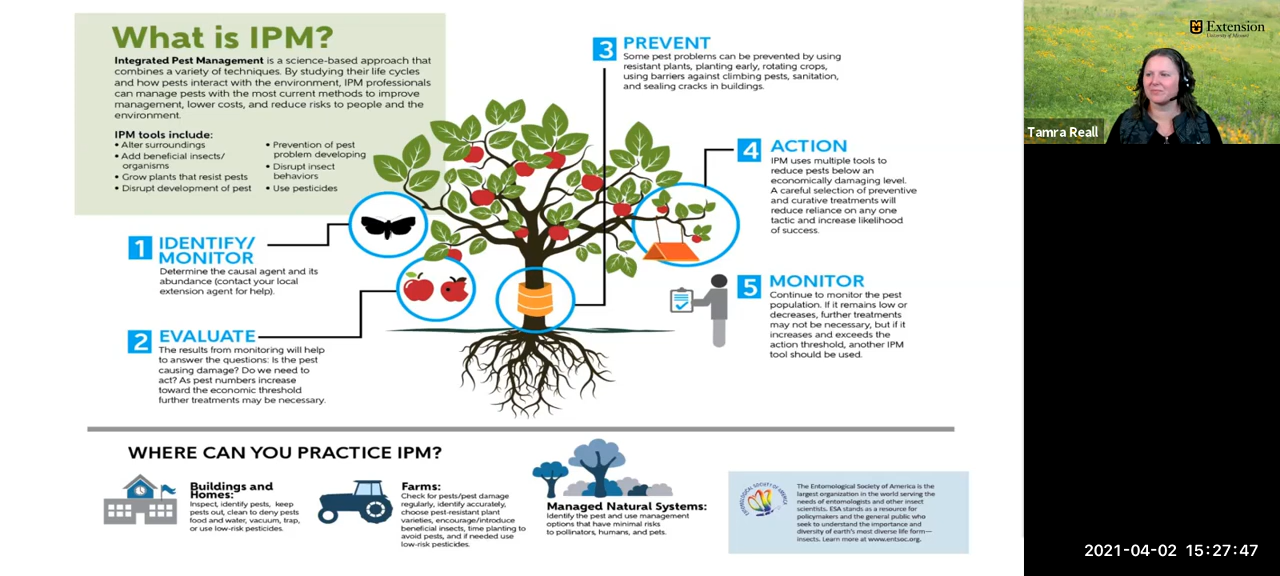 What is IPM?
Integrated Pest Management is a science-based approach that
combines a variety of techniques. By studying their life cycles
and how pests interact with the environment, IPM professionals
can manage pests with the most current methods to improve
management, lower costs, and reduce risks to people and the
environment.
IPM tools include:
• Alter surroundings
• Add beneficial insects/
organisms
• Grow plants that resist pests
• Disrupt development of pest
• Prevention of pest
problem developing
• Disrupt insect
behaviors
• Use pesticides
1 IDENTIFY/
MONITOR
Determine the causal agent and its
abundance (contact your local
extension agent for help).
2 EVALUATE
The results from monitoring will help
to answer the questions: Is the pest
causing damage? Do we need to
act? As pest numbers increase
toward the economic threshold
further treatments may be necessary.
3 PREVENT
Some pest problems can be prevented by using
resistant plants, planting early, rotating crops,
using barriers against climbing pests, sanitation,
and sealing cracks in buildings.
4 ACTION
IPM uses multiple tools to
reduce pests below an
economically damaging level.
A careful selection of preventive
and curative treatments will
reduce reliance on any one
tactic and increase likelihood
of success.
5 MONITOR
Continue to monitor the pest
population. If it remains low or
decreases, further treatments
may not be necessary, but if it
increases and exceeds the
action threshold, another IPM
tool should be used.
WHERE CAN YOU PRACTICE IPM?
Buildings and
Homes:
Inspect, identify pests, keep
pests out, clean to deny pests
food and water, vacuum, trap,
or use low-risk pesticides.
Farms:
Check for pests/pest damage
regularly, identify accurately,
choose pest-resistant plant
varieties, encourage/introduce
beneficial insects, time planting to
avoid pests, and if needed use
low-risk pesticides.
Managed Natural Systems:
Identify the pest and use management
options that have minimal risks
to pollinators, humans, and pets.
ENTOMOLOGICAL SOCIETY OF AMERICA
The Entomological Society of America is the
largest organization in the world serving the
needs of entomologists and other insect
scientists. ESA stands as a resource for
policymakers and the general public who
seek to understand the importance and
diversity of earth's most diverse life form—
insects. Learn more at www.entsoc.org.
Extension
University of Missouri
Tamra Reall
2021-04-02 15:27:47